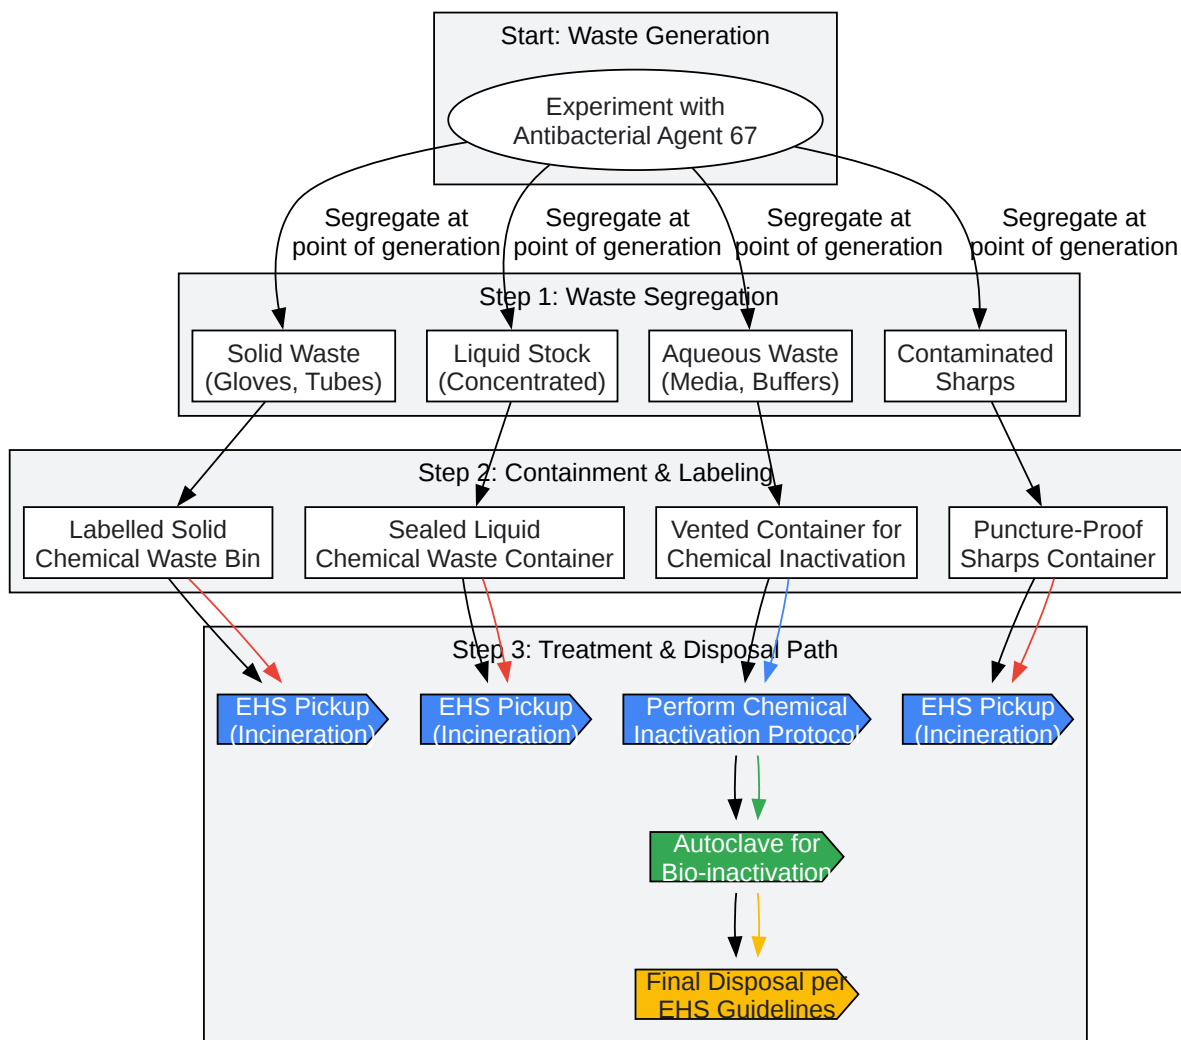 Start: Waste Generation
Experiment with
Antibacterial Agent 67
Segregate at
point of generation
Segregate at
point of generation
Segregate at
point of generation
Segregate at
point of generation
Step 1: Waste Segregation
Solid Waste
(Gloves, Tubes)
Liquid Stock
(Concentrated)
Aqueous Waste
(Media, Buffers)
Contaminated
Sharps
Step 2: Containment & Labeling
Labelled Solid
Chemical Waste Bin
Sealed Liquid
Chemical Waste Container
Vented Container for
Chemical Inactivation
Puncture-Proof
Sharps Container
Step 3: Treatment & Disposal Path
EHS Pickup
(Incineration)
EHS Pickup
(Incineration)
Perform Chemical
Inactivation Protocol
EHS Pickup
(Incineration)
Autoclave for
Bio-inactivation
Final Disposal per
EHS Guidelines